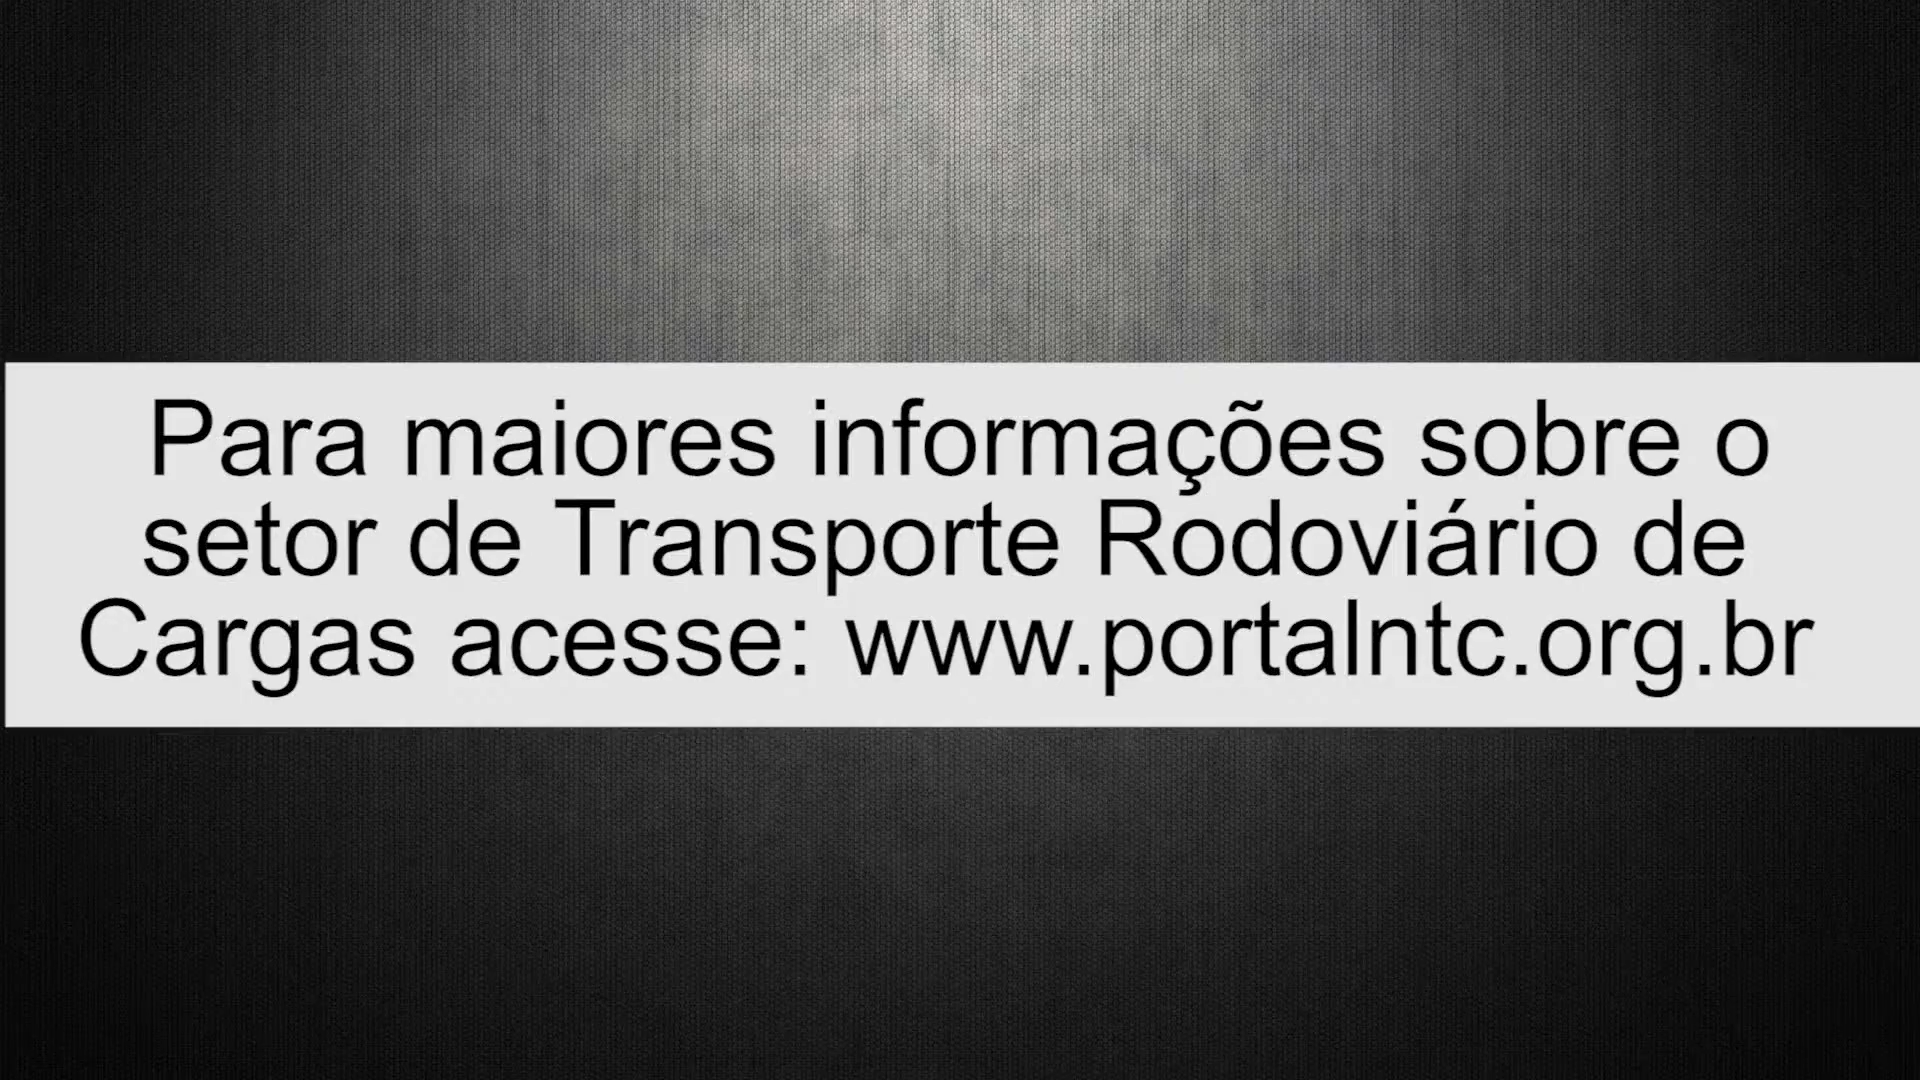 Para maiores informações sobre o
setor de Transporte Rodoviário de
Cargas acesse: www.portalntc.org.br